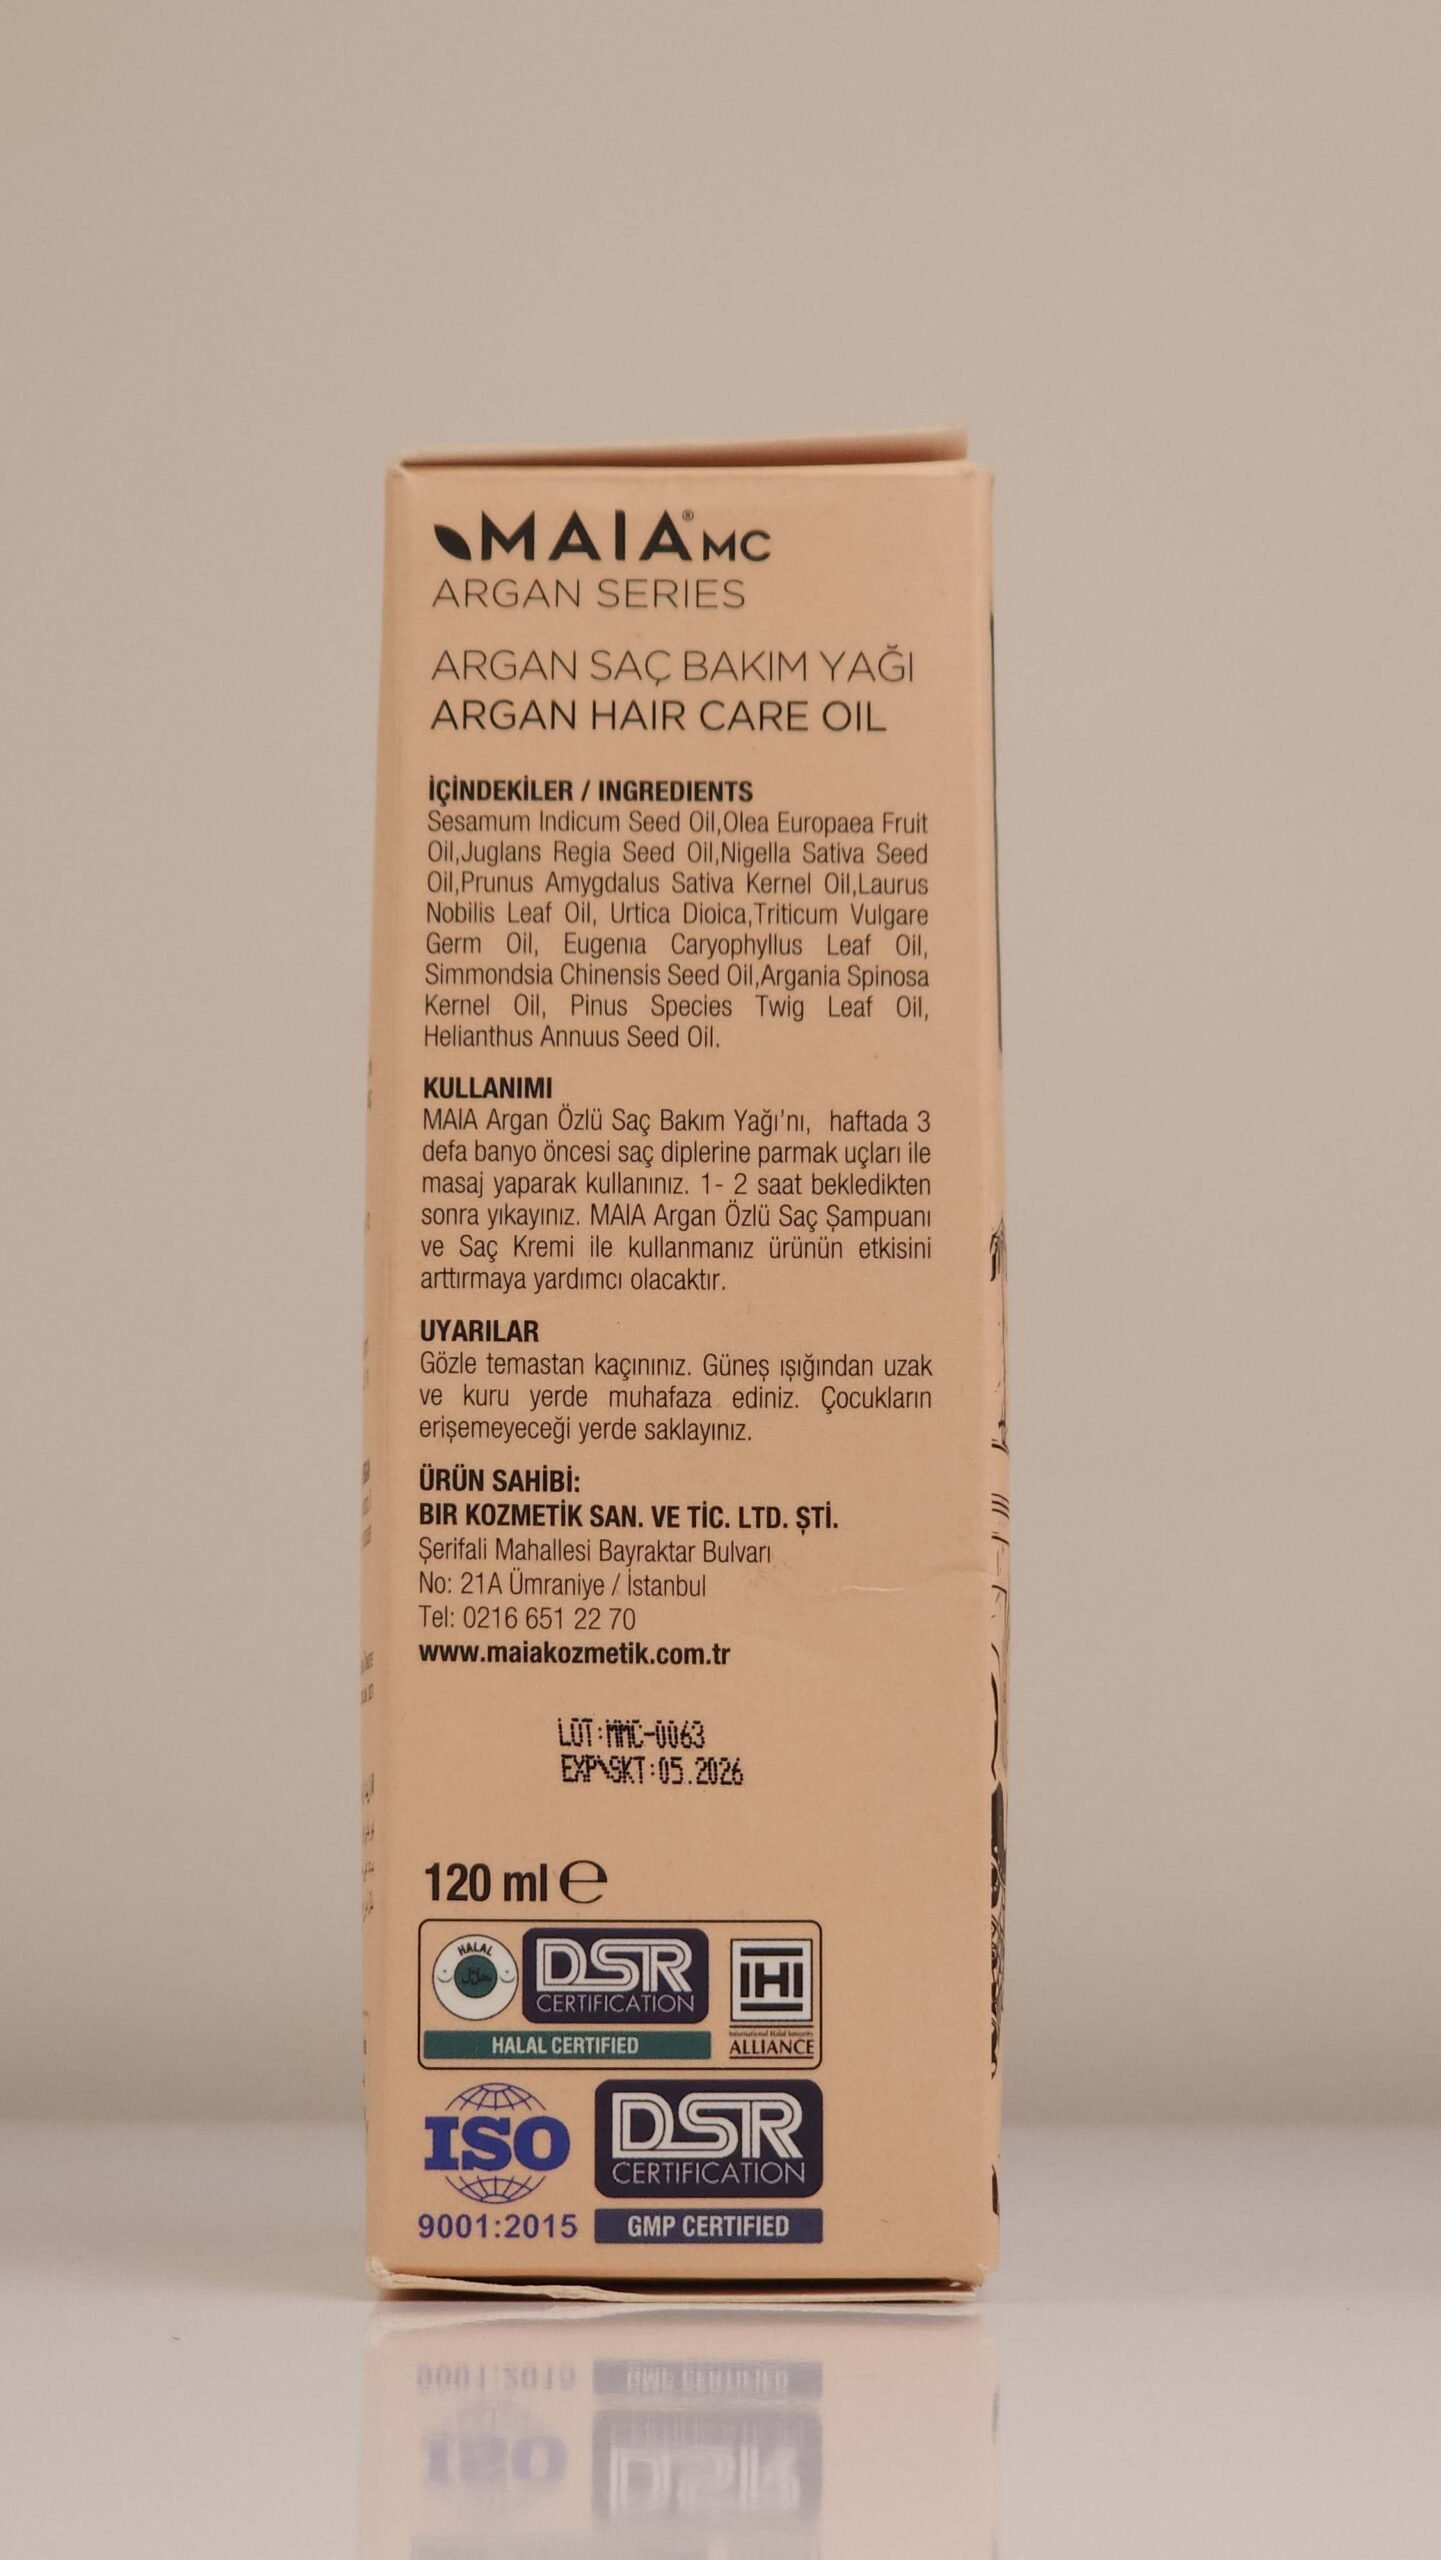 MAIA® MC
ARGAN SERIES
ARGAN SAÇ BAKIM YAĞI
ARGAN HAIR CARE OIL
İÇİNDEKİLER / INGREDIENTS
Sesamum Indicum Seed Oil,Olea Europaea Fruit
Oil,Juglans Regia Seed Oil,Nigella Sativa Seed
Oil,Prunus Amygdalus Sativa Kernel Oil,Laurus
Nobilis Leaf Oil, Urtica Dioica,Triticum Vulgare
Germ Oil, Eugenıa Caryophyllus Leaf Oil,
Simmondsia Chinensis Seed Oil,Argania Spinosa
Kernel Oil, Pinus Species Twig Leaf Oil,
Helianthus Annuus Seed Oil.
KULLANIMI
MAIA Argan Özlü Saç Bakım Yağı'nı, haftada 3
defa banyo öncesi saç diplerine parmak uçları ile
masaj yaparak kullanınız. 1- 2 saat bekledikten
sonra yıkayınız. MAIA Argan Özlü Saç Şampuanı
ve Saç Kremi ile kullanmanız ürünün etkisini
arttırmaya yardımcı olacaktır.
UYARILAR
Gözle temastan kaçınınız. Güneş ışığından uzak
ve kuru yerde muhafaza ediniz. Çocukların
erişemeyeceği yerde saklayınız.
ÜRÜN SAHİBİ:
BIR KOZMETİK SAN. VE TİC. LTD. ŞTİ.
Şerifali Mahallesi Bayraktar Bulvarı
No: 21A Ümraniye / İstanbul
Tel: 0216 651 22 70
www.maiakozmetik.com.tr
LOT:MMC-0063
EXP\SKT:05.2026
120 ml ℮
HALAL
حلال
DSR
CERTIFICATION
HALAL CERTIFIED
IHI
International Halal Integrity
ALLIANCE
ISO
9001:2015
DSR
CERTIFICATION
GMP CERTIFIED